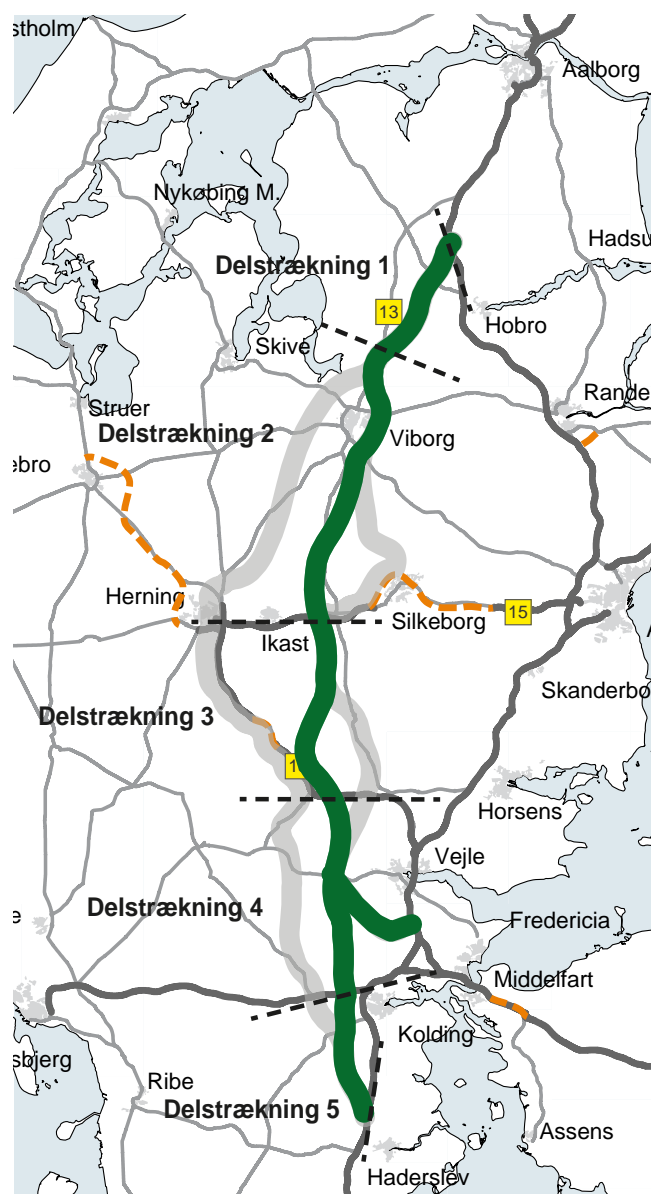 stholm
Aalborg
Nykøbing M.
Hadsu
Delstrækning 1
13
Hobro
Skive
Struer
Rande
Delstrækning 2
Viborg
ebro
Herning
Silkeborg
15
Ikast
Skanderbo
Delstrækning 3
1
Horsens
Vejle
Delstrækning 4
Fredericia
e
Middelfart
Kolding
sbjerg
Ribe
Delstrækning 5
Assens
Haderslev